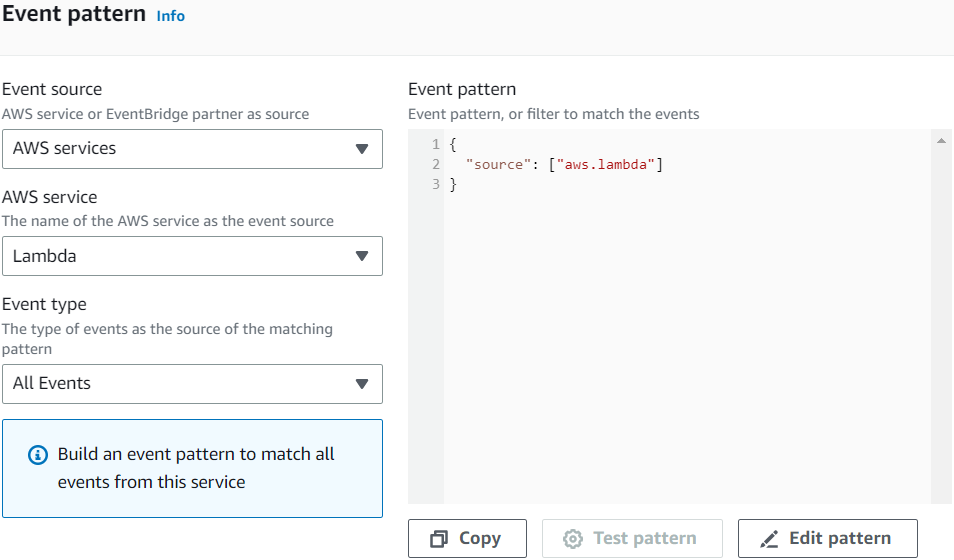 Event pattern Info
Event source
AWS service or EventBridge partner as source
AWS services
AWS service
The name of the AWS service as the event source
Lambda
Event type
The type of events as the source of the matching
pattern
All Events
Build an event pattern to match all
events from this service
Event pattern
Event pattern, or filter to match the events
1 {
2   "source": ["aws.lambda"]
3 }
Copy
Test pattern
Edit pattern